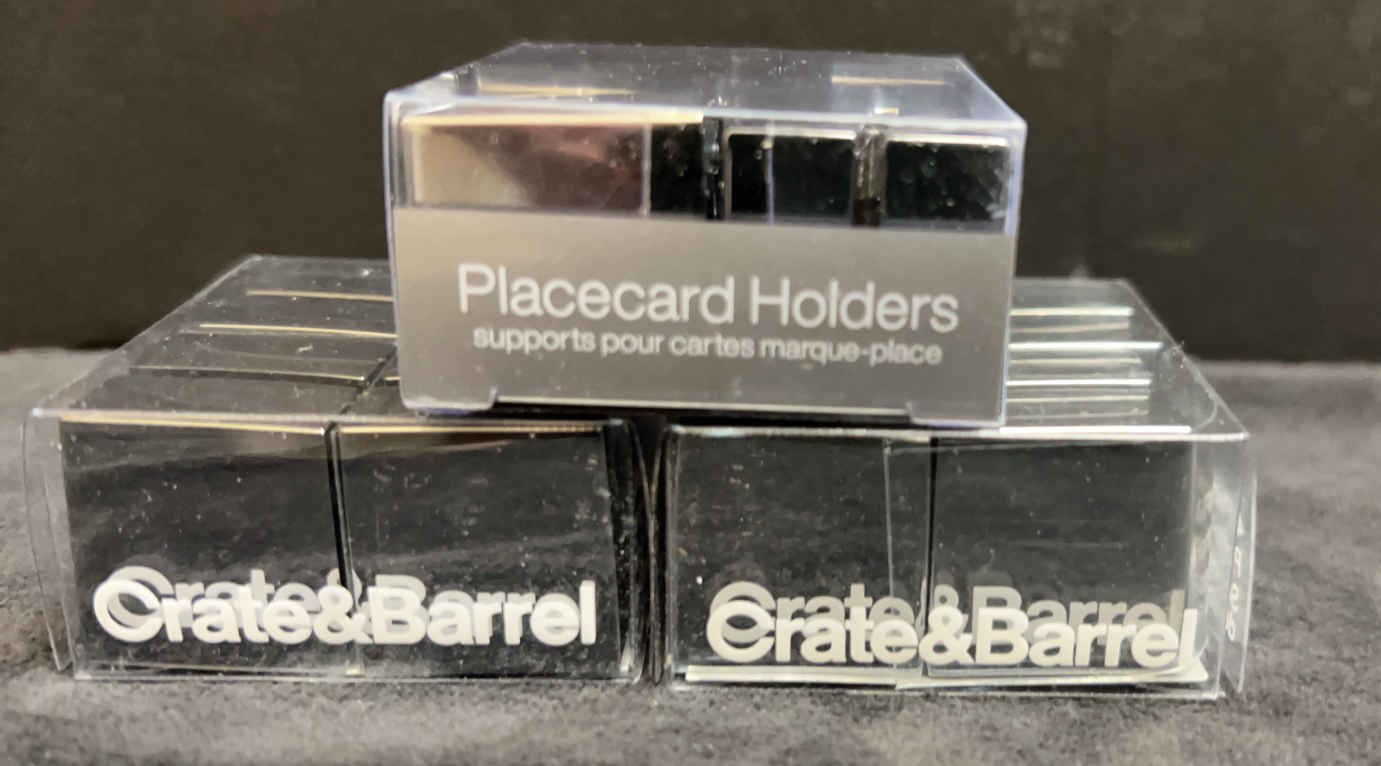 Placecard Holders
supports pour cartes marque-place
Crate&Barrel
Crate&Barrel